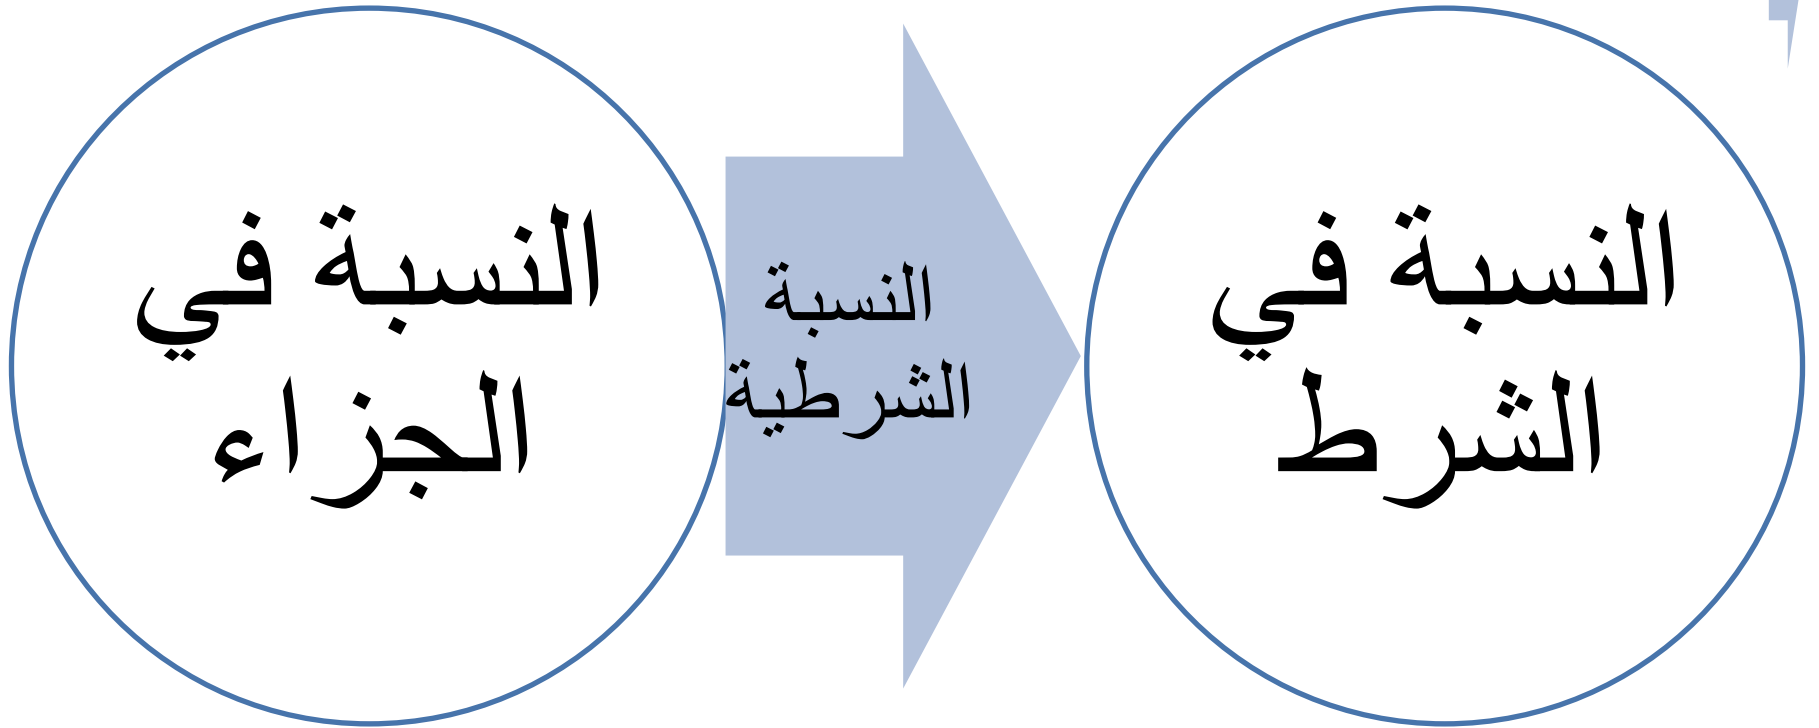 النسبة في
الشرط
النسبة
الشرطية
النسبة في
الجزاء